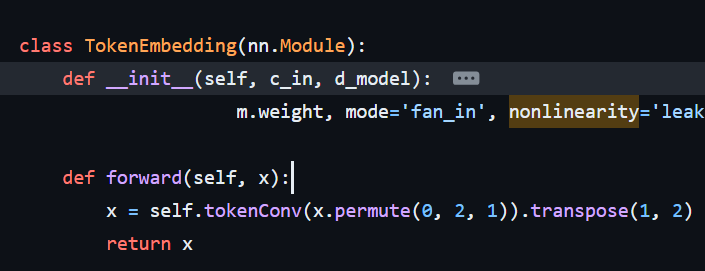 class TokenEmbedding(nn.Module):
    def __init__(self, c_in, d_model): ...
                    m.weight, mode='fan_in', nonlinearity='leak
    def forward(self, x):
        x = self.tokenConv(x.permute(0, 2, 1)).transpose(1, 2)
        return x